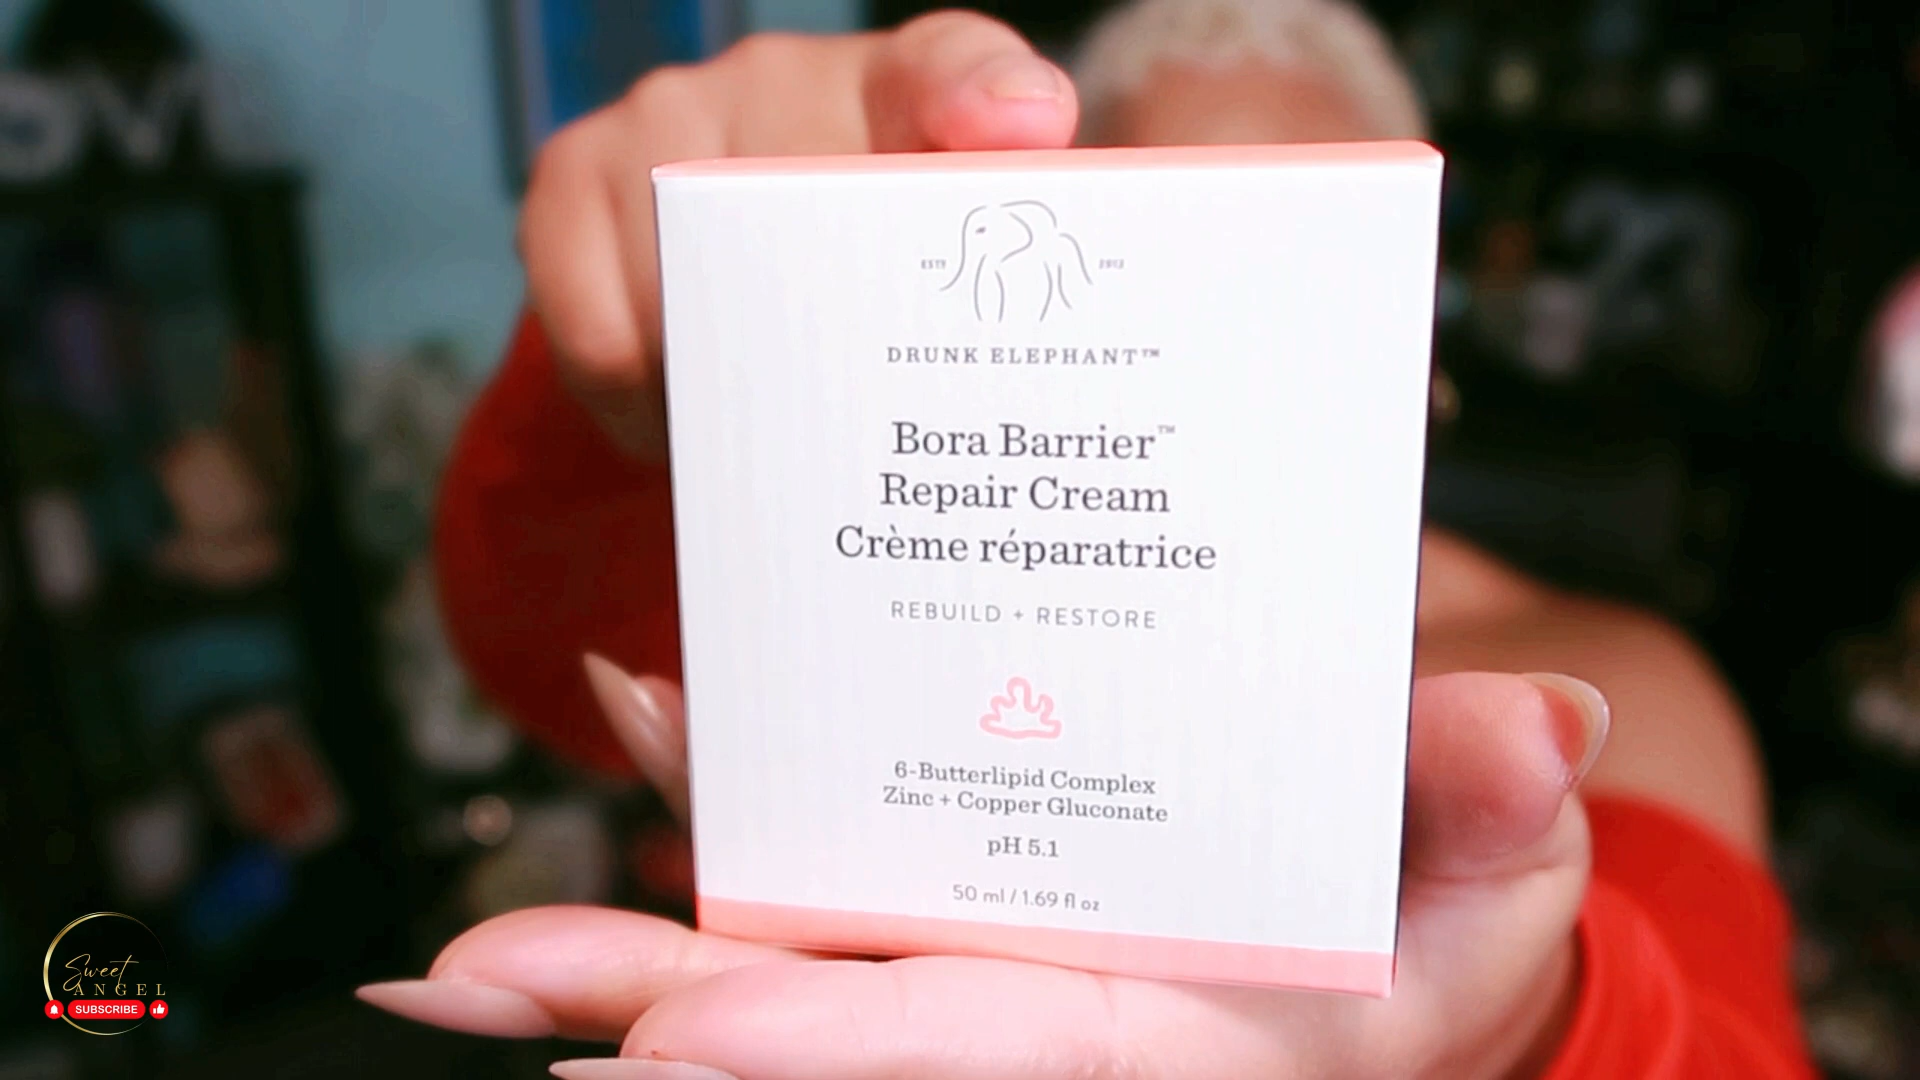 ESTD 2012
DRUNK ELEPHANT™
Bora Barrier™
Repair Cream
Crème réparatrice
REBUILD + RESTORE
6-Butterlipid Complex
Zinc + Copper Gluconate
pH 5.1
50 ml / 1.69 fl oz
Sweet
ANGEL
SUBSCRIBE